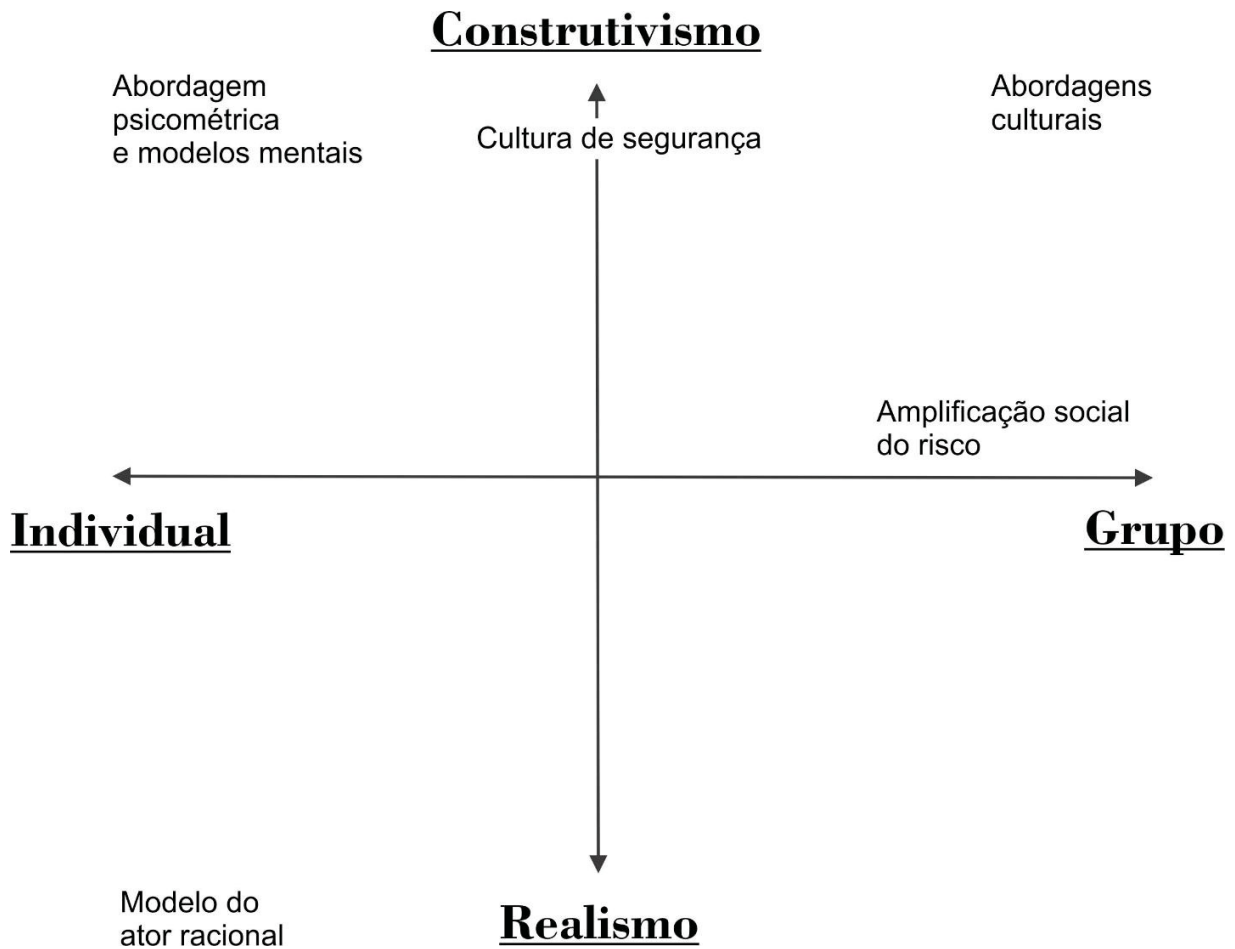 Construtivismo
Abordagem
psicométrica
e modelos mentais
Cultura de segurança
Abordagens
culturais
Amplificação social
do risco
Individual
Grupo
Modelo do
ator racional
Realismo